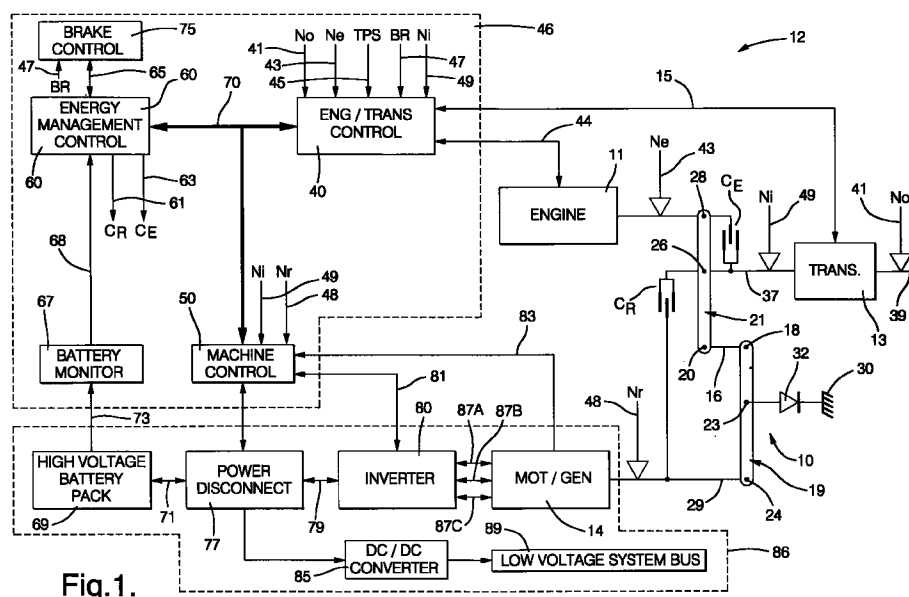 BRAKE
CONTROL
75
47
BR
65
60
ENERGY
MANAGEMENT
CONTROL
60
63
61
CR
CE
70
No
Ne
TPS
BR
Ni
41
43
45
47
49
ENG / TRANS
CONTROL
40
46
12
15
44
11
ENGINE
Ne
43
28
CE
Ni
49
41
No
26
CR
37
TRANS.
13
39
21
20
16
18
32
30
23
10
19
24
29
68
67
BATTERY
MONITOR
50
Ni
Nr
49
48
MACHINE
CONTROL
83
81
73
HIGH VOLTAGE
BATTERY
PACK
69
71
POWER
DISCONNECT
77
79
80
INVERTER
87A
87B
87C
MOT / GEN
14
48
Nr
85
DC / DC
CONVERTER
89
LOW VOLTAGE SYSTEM BUS
86
Fig.1.